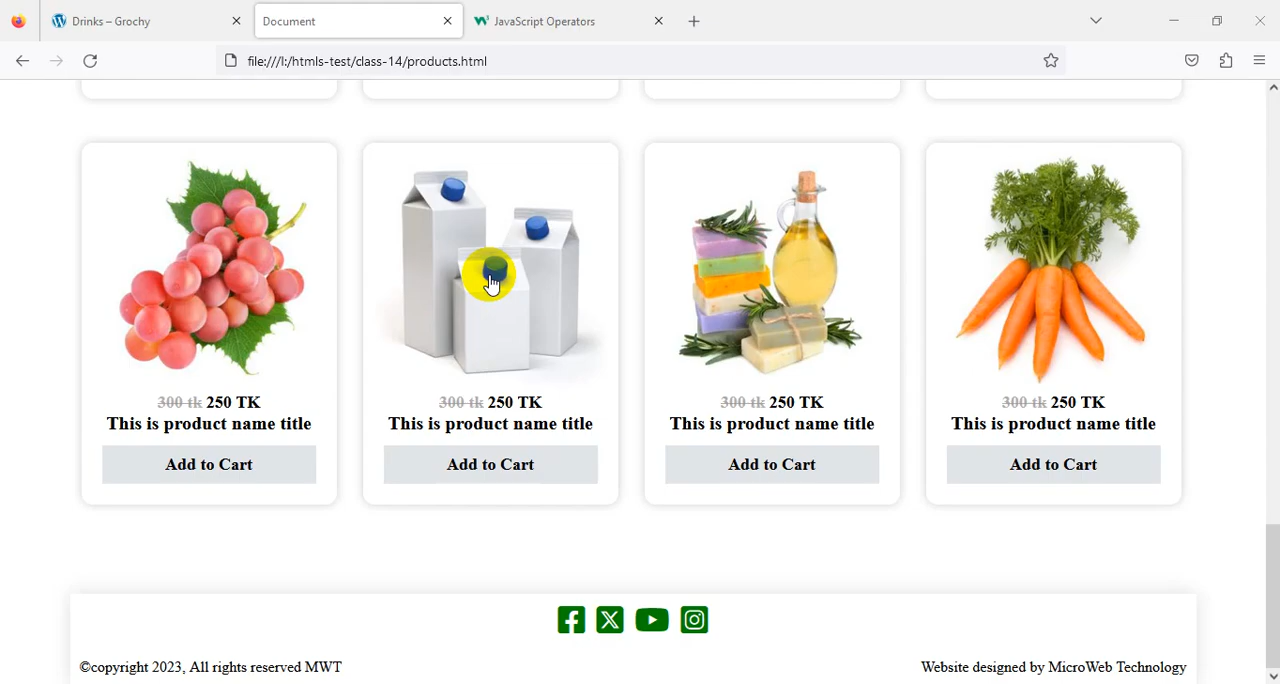 Drinks – Grochy
Document
JavaScript Operators
file:///I:/htmls-test/class-14/products.html
300 tk 250 TK
This is product name title
Add to Cart
300 tk 250 TK
This is product name title
Add to Cart
300 tk 250 TK
This is product name title
Add to Cart
300 tk 250 TK
This is product name title
Add to Cart
©copyright 2023, All rights reserved MWT
Website designed by MicroWeb Technology